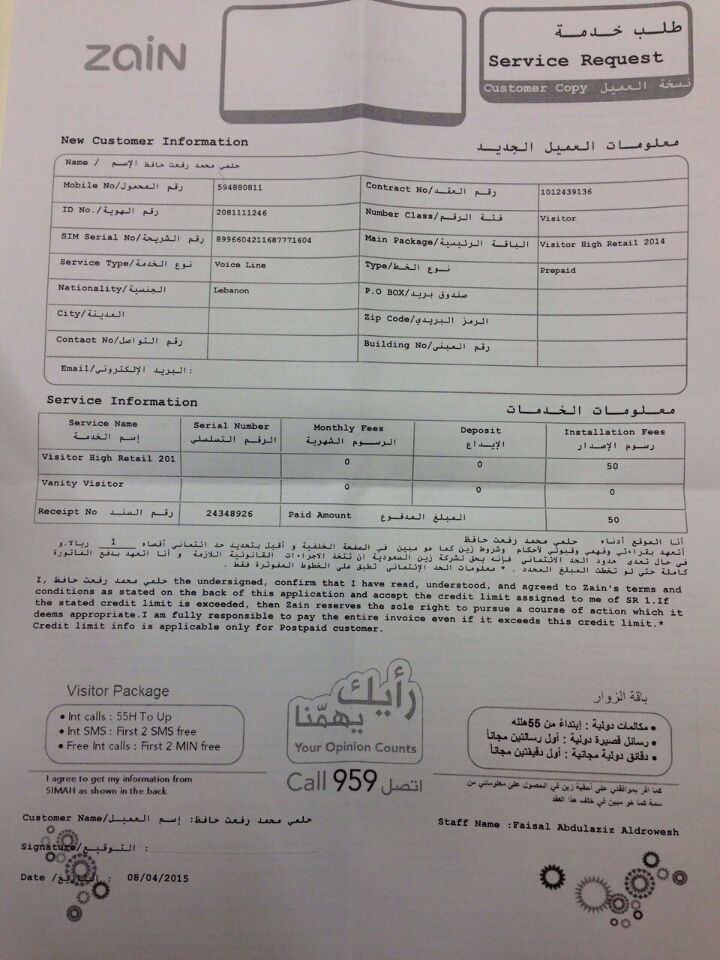 zain
طلب خدمة
Service Request
Customer Copy نسخة العميل
New Customer Information معلومات العميل الجديد
Name / الإسم حلمي محمد رفعت حافظ
Mobile No/رقم المحمول 594880811 Contract No/رقم العقد 1012439136
ID No./رقم الهوية 2081111246 Number Class/فئة الرقم Visitor
SIM Serial No/رقم الشريحة 8996604211687771604 Main Package/الباقة الرئيسية Visitor High Retail 2014
Service Type/نوع الخدمة Voice Line Type/نوع الخط Prepaid
Nationality/الجنسية Lebanon P.O BOX/صندوق بريد
City/المدينة Zip Code/الرمز البريدي
Contact No/رقم التواصل Building No/رقم المبنى
Email/البريد الإلكتروني:
Service Information معلومات الخدمات
Service Name Serial Number Monthly Fees Deposit Installation Fees
إسم الخدمة الرقم التسلسلي الرسوم الشهرية الإيداع رسوم الإصدار
Visitor High Retail 201 0 0 50
Vanity Visitor 0 0 0
Receipt No رقم السند 24348926 Paid Amount المبلغ المدفوع 50
أنا الموقع أدناه حلمي محمد رفعت حافظ
أتعهد بقراءتي وفهمي وقبولي لأحكام وشروط زين كما هو مبين في الصفحة الخلفية و أقبل بتحديد حد ائتماني أقصاه 1 ريالا.و
في حال تعدى حدود الحد الائتماني فإنه يحق لشركة زين السعودية أن تتخذ الاجراءات القانونية اللازمة و أنا اتعهد بدفع الفاتورة
كاملة حتى لو تخطت المبلغ المحدد . * معلومات الحد الإئتماني تطبق على الخطوط المفوترة فقط .
I, حلمي محمد رفعت حافظ the undersigned, confirm that I have read, understood, and agreed to Zain's terms and
conditions as stated on the back of this application and accept the credit limit assigned to me of SR 1.If
the stated credit limit is exceeded, then Zain reserves the sole right to pursue a course of action which it
deems appropriate.I am fully responsible to pay the entire invoice even if it exceeds this credit limit.*
Credit limit info is applicable only for Postpaid customer.
Visitor Package
• Int calls : 55H To Up
• Int SMS : First 2 SMS free
• Free Int calls : First 2 MIN free
رأيك
يهمّنا
Your Opinion Counts
Call 959 اتصل
باقة الزوار
• مكالمات دولية : إبتداءً من 55هلله
• رسائل قصيرة دولية : أول رسالتين مجاناً
• دقائق دولية مجانية : أول دقيقتين مجاناً
I agree to get my information from
SIMAH as shown in the back
كما اقر بموافقتي على أحقية زين في الحصول على معلوماتي من
سمة كما هو مبين في خلف هذا العقد
Customer Name/إسم العميل: حلمي محمد رفعت حافظ
Staff Name :Faisal Abdulaziz Aldrowesh
Signature/التوقيع :
Date /التاريخ : 08/04/2015